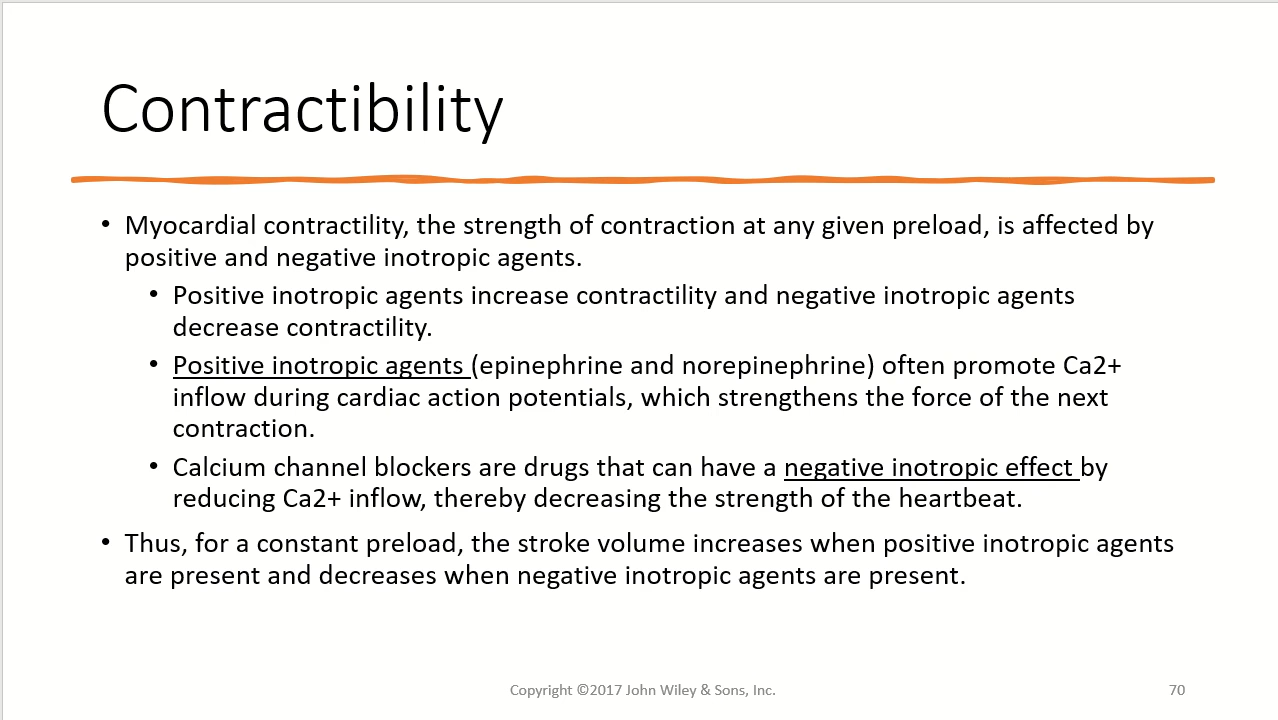 Contractibility
• Myocardial contractility, the strength of contraction at any given preload, is affected by
positive and negative inotropic agents.
• Positive inotropic agents increase contractility and negative inotropic agents
decrease contractility.
• Positive inotropic agents (epinephrine and norepinephrine) often promote Ca2+
inflow during cardiac action potentials, which strengthens the force of the next
contraction.
• Calcium channel blockers are drugs that can have a negative inotropic effect by
reducing Ca2+ inflow, thereby decreasing the strength of the heartbeat.
• Thus, for a constant preload, the stroke volume increases when positive inotropic agents
are present and decreases when negative inotropic agents are present.
Copyright ©2017 John Wiley & Sons, Inc.
70